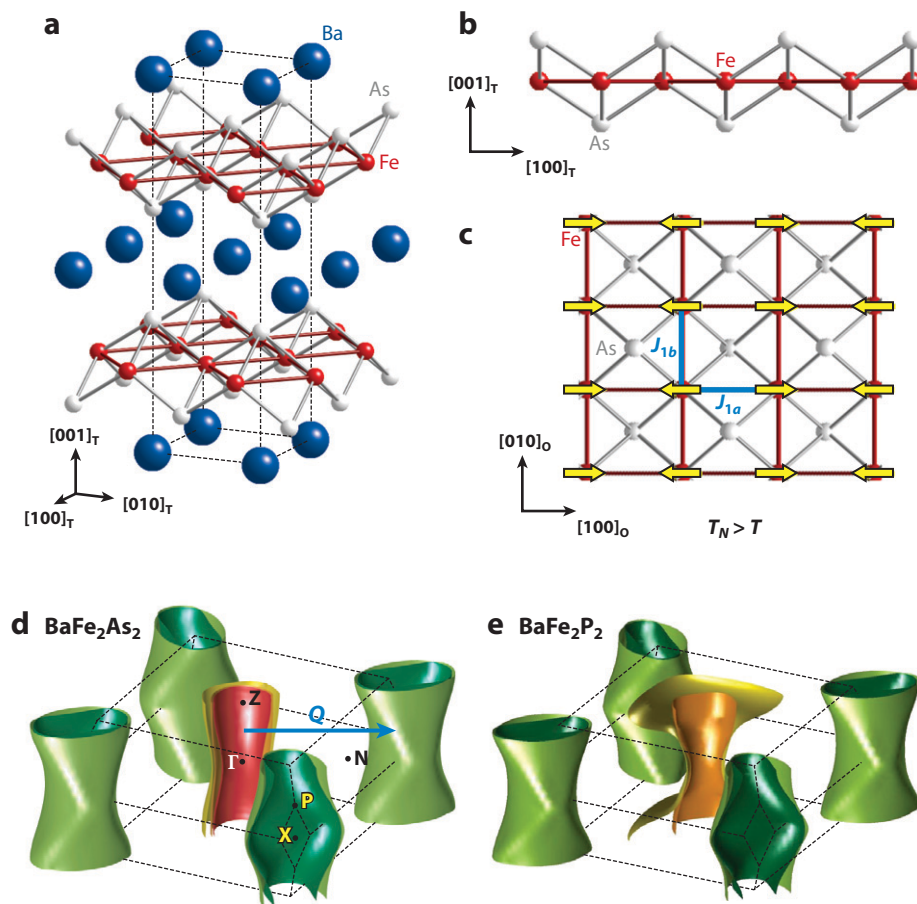 a
Ba
As
Fe
[001]T
[100]T
[010]T
b
[001]T
Fe
As
[100]T
c
Fe
As
J1b
J1a
[010]O
[100]O
TN > T
d BaFe2As2
Z
Q
Γ
N
P
X
e BaFe2P2